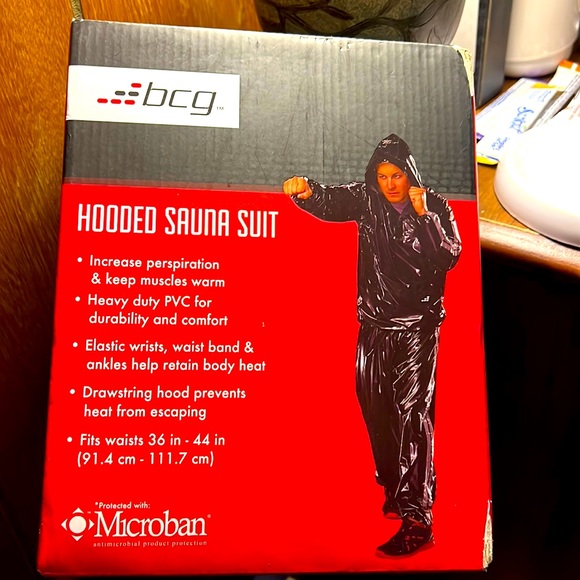 bcg™
HOODED SAUNA SUIT
• Increase perspiration
& keep muscles warm
• Heavy duty PVC for
durability and comfort
• Elastic wrists, waist band &
ankles help retain body heat
• Drawstring hood prevents
heat from escaping
• Fits waists 36 in - 44 in
(91.4 cm - 111.7 cm)
*Protected with:
Microban®
antimicrobial product protection